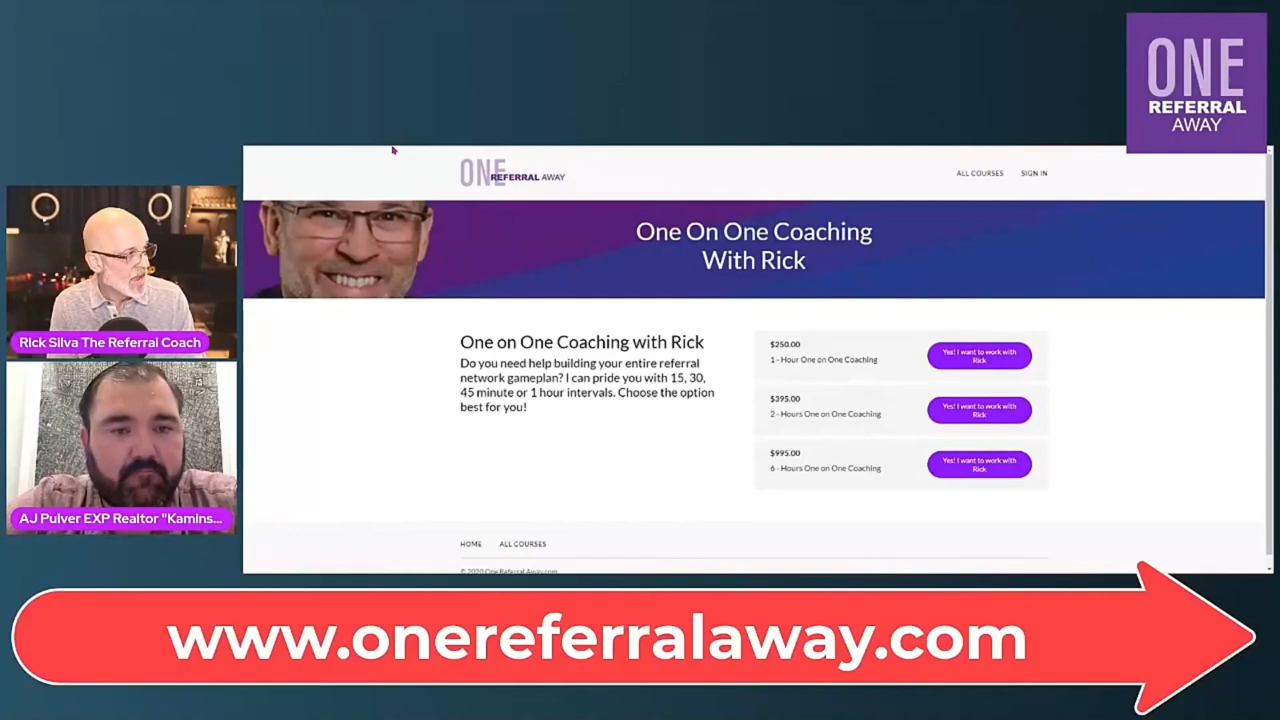 ONE
REFERRAL
AWAY
ONE
REFERRAL AWAY
ALL COURSES
SIGN IN
One On One Coaching
With Rick
One on One Coaching with Rick
Do you need help building your entire referral
network gameplan? I can pride you with 15, 30,
45 minute or 1 hour intervals. Choose the option
best for you!
$250.00
1 - Hour One on One Coaching
Yes! I want to work with
Rick
$395.00
2 - Hours One on One Coaching
Yes! I want to work with
Rick
$995.00
6 - Hours One on One Coaching
Yes! I want to work with
Rick
HOME
ALL COURSES
© 2020 One Referral Away.com
Rick Silva The Referral Coach
AJ Pulver EXP Realtor "Kamins...
www.onereferralaway.com